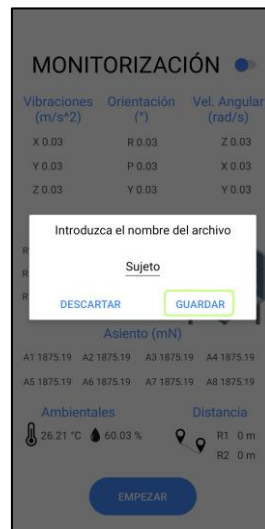 MONITORIZACIÓN
Vibraciones (m/s^2) Orientación (°) Vel. Angular (rad/s)
X 0.03 R 0.03 Z 0.03
Y 0.03 P 0.03 X 0.03
Z 0.03 Y 0.03 Y 0.03
Introduzca el nombre del archivo
R
Sujeto
R
R
DESCARTAR GUARDAR
Asiento (mN)
A1 1875.19 A2 1875.19 A3 1875.19 A4 1875.19
A5 1875.19 A6 1875.19 A7 1875.19 A8 1875.19
Ambientales Distancia
26.21 °C 60.03 % R1 0 m
R2 0 m
EMPEZAR